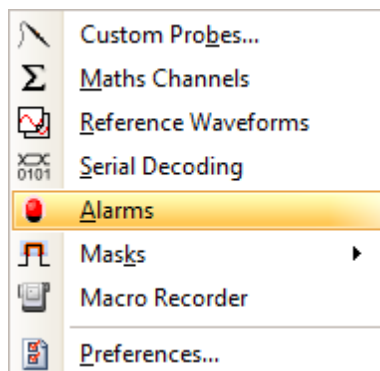 Custom Probes...
Σ Maths Channels
Reference Waveforms
0101 Serial Decoding
Alarms
Masks
Macro Recorder
Preferences...